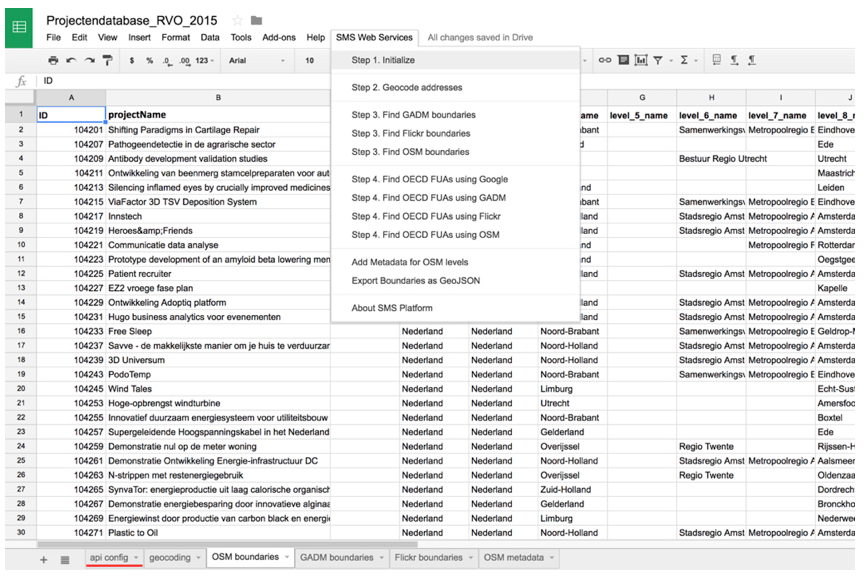 Projectendatabase_RVO_2015
File Edit View Insert Format Data Tools Add-ons Help SMS Web Services All changes saved in Drive
$ % .0 .00 123 Arial 10
fx ID
A B G H I J
1 ID projectName ame level_5_name level_6_name level_7_name level_8_n
2 104201 Shifting Paradigms in Cartilage Repair abant Samenwerkingsv Metropoolregio E Eindhove
3 104207 Pathogeendetectie in de agrarische sector d Ede
4 104209 Antibody development validation studies Bestuur Regio Utrecht Utrecht
5 104211 Ontwikkeling van beenmerg stamcelpreparaten voor aut Maastrich
6 104213 Silencing inflamed eyes by crucially improved medicines nd Leiden
7 104215 ViaFactor 3D TSV Deposition System abant Samenwerkingsv Metropoolregio E Eindhove
8 104217 Innstech lland Stadsregio Amst Metropoolregio A Amsterda
9 104219 Heroes&amp;Friends lland Stadsregio Amst Metropoolregio A Amsterda
10 104221 Communicatie data analyse nd Metropoolregio F Rotterdan
11 104223 Prototype development of an amyloid beta lowering men nd Oegstgee
12 104225 Patient recruiter lland Stadsregio Amst Metropoolregio A Amsterda
13 104227 EZ2 vroege fase plan Kapelle
14 104229 Ontwikkeling Adoptiq platform lland Stadsregio Amst Metropoolregio A Amsterda
15 104231 Hugo business analytics voor evenementen lland Stadsregio Amst Metropoolregio A Amsterda
16 104233 Free Sleep Nederland Nederland Noord-Brabant Samenwerkingsv Metropoolregio E Geldrop-M
17 104237 Savve - de makkelijkste manier om je huis te verduurzar Nederland Nederland Noord-Holland Stadsregio Amst Metropoolregio A Amsterda
18 104239 3D Universum Nederland Nederland Noord-Holland Stadsregio Amst Metropoolregio A Amsterda
19 104243 PodoTemp Nederland Nederland Noord-Brabant Samenwerkingsv Metropoolregio E Eindhove
20 104245 Wind Tales Nederland Nederland Limburg Echt-Sust
21 104253 Hoge-opbrengst windturbine Nederland Nederland Utrecht Amersfoo
22 104255 Innovatief duurzaam energiesysteem voor utiliteitsbouw Nederland Nederland Noord-Brabant Boxtel
23 104257 Supergeleidende Hoogspanningskabel in het Nederland Nederland Nederland Gelderland Ede
24 104259 Demonstratie nul op de meter woning Nederland Nederland Overijssel Regio Twente Rijssen-H
25 104261 Demonstratie Ontwikkeling Energie-infrastructuur DC Nederland Nederland Noord-Holland Stadsregio Amst Metropoolregio A Aalsmeer
26 104263 N-strippen met restenergiegebruik Nederland Nederland Overijssel Regio Twente Oldenzaa
27 104265 SynvaTor: energieproductie uit laag calorische organisch Nederland Nederland Zuid-Holland Dordrech
28 104267 Demonstratie energiebesparing door innovatieve alginaa Nederland Nederland Gelderland Bronckho
29 104269 Energiewinst door productie van carbon black en energie Nederland Nederland Limburg Nederwe
30 104271 Plastic to Oil Nederland Nederland Noord-Holland Stadsregio Amst Metropoolregio A Amsterda
Step 1. Initialize
Step 2. Geocode addresses
Step 3. Find GADM boundaries
Step 3. Find Flickr boundaries
Step 3. Find OSM boundaries
Step 4. Find OECD FUAs using Google
Step 4. Find OECD FUAs using GADM
Step 4. Find OECD FUAs using Flickr
Step 4. Find OECD FUAs using OSM
Add Metadata for OSM levels
Export Boundaries as GeoJSON
About SMS Platform
api config geocoding OSM boundaries GADM boundaries Flickr boundaries OSM metadata